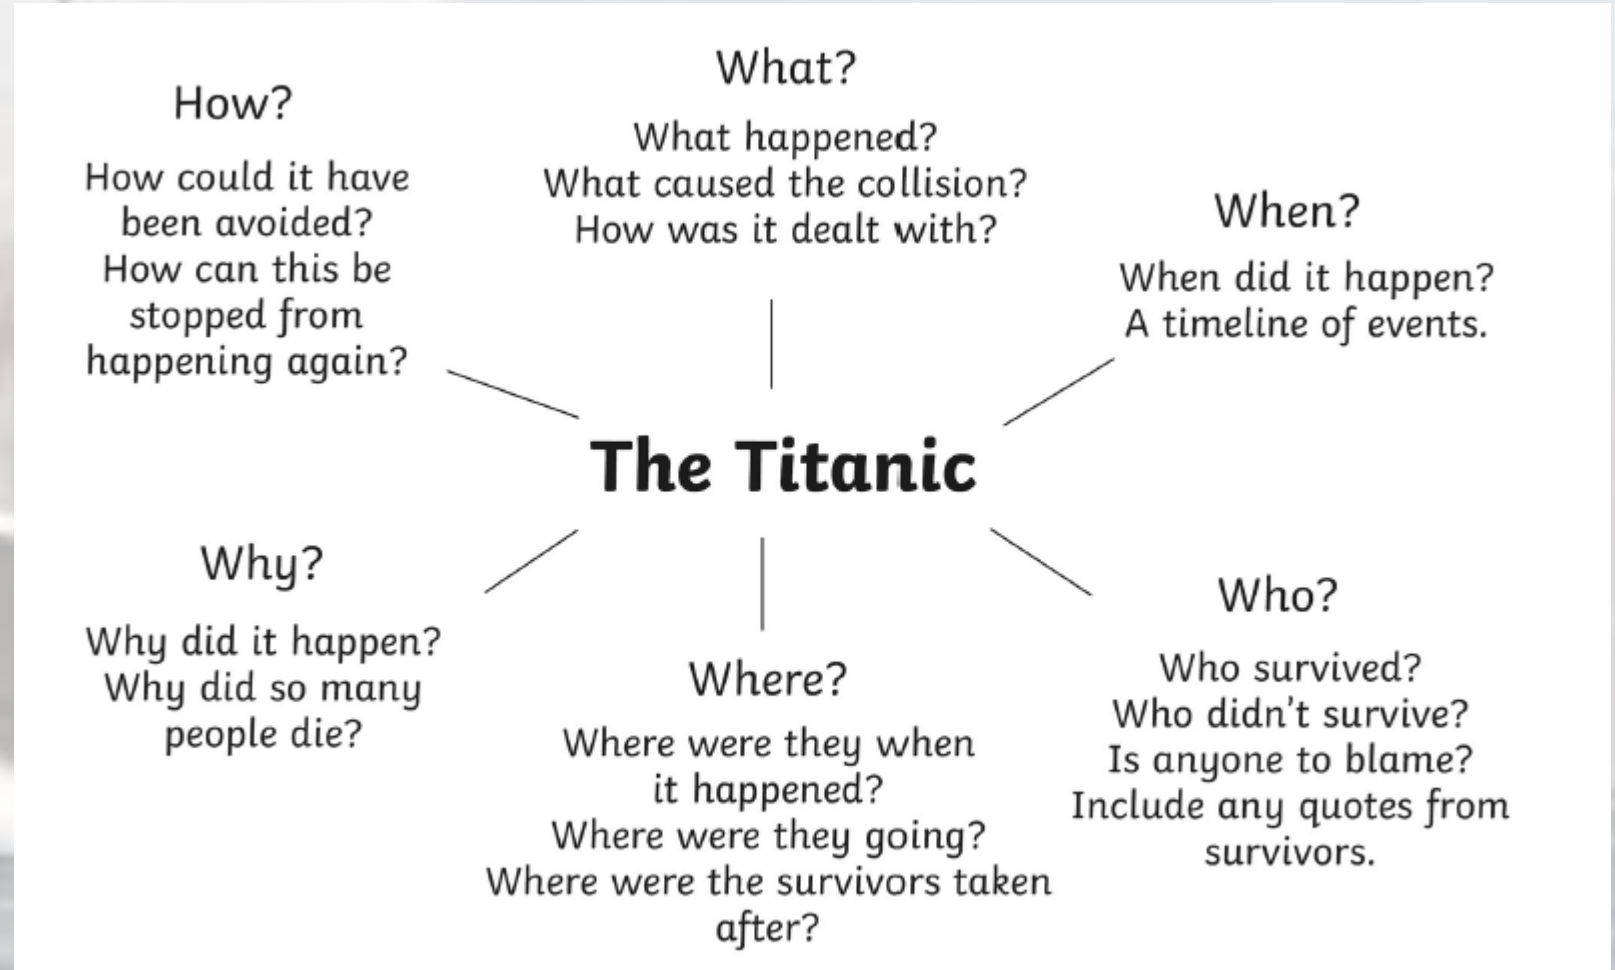 How?
How could it have
been avoided?
How can this be
stopped from
happening again?
What?
What happened?
What caused the collision?
How was it dealt with?
When?
When did it happen?
A timeline of events.
The Titanic
Why?
Why did it happen?
Why did so many
people die?
Where?
Where were they when
it happened?
Where were they going?
Where were the survivors taken
after?
Who?
Who survived?
Who didn't survive?
Is anyone to blame?
Include any quotes from
survivors.